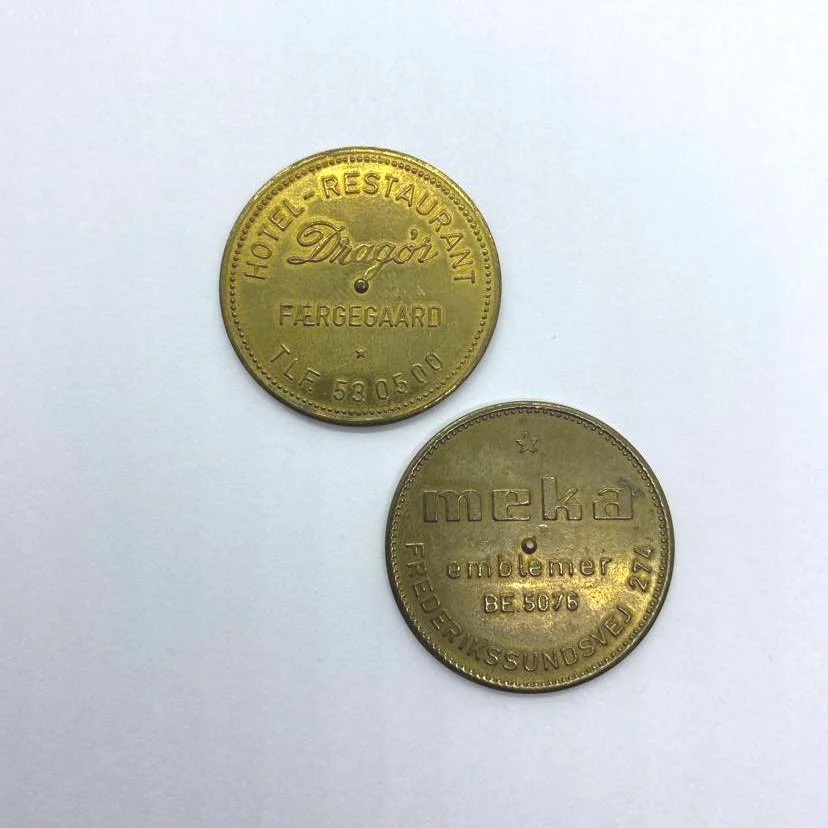 HOTEL-RESTAURANT
Dragør
FÆRGEGAARD
TLF. 530500
meka
emblemer
BE. 5076
FREDERIKSSUNDSVEJ 274